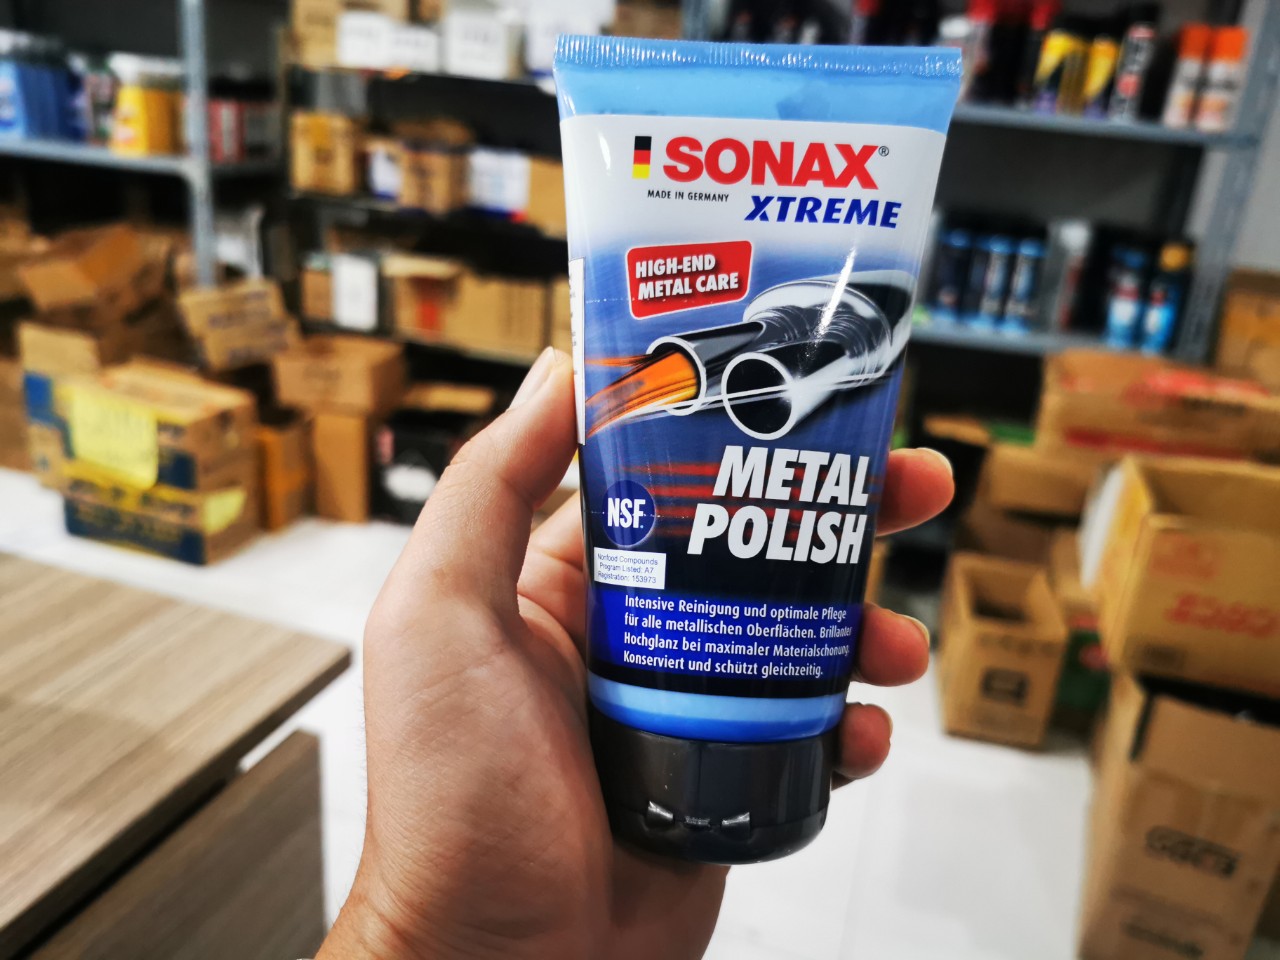 SONAX®
MADE IN GERMANY
XTREME
HIGH-END
METAL CARE
METAL
POLISH
NSF.
Nonfood Compounds
Program Listed: A7
Registration: 153973
Intensive Reinigung und optimale Pflege
für alle metallischen Oberflächen. Brillanter
Hochglanz bei maximaler Materialschonung.
Konserviert und schützt gleichzeitig.